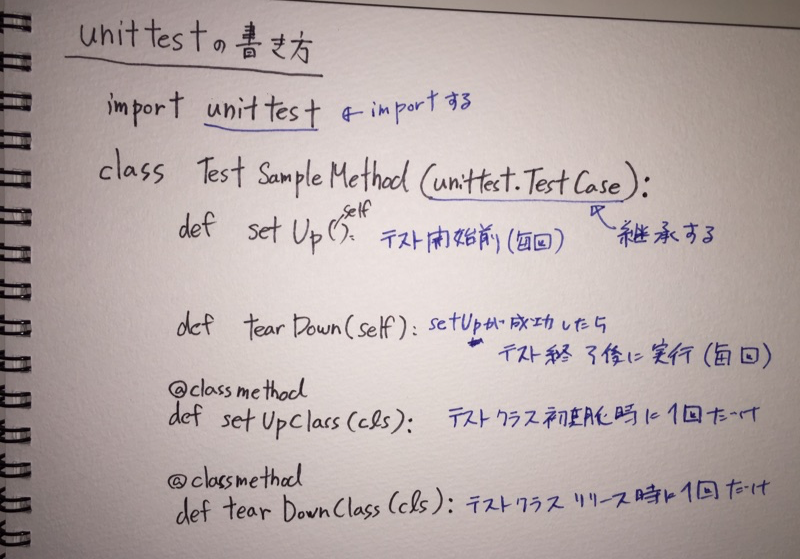 unittestの書き方
import unittest ← importする
class TestSampleMethod(unittest.TestCase):
継承する
def setUp(self): テスト開始前(毎回)
def tearDown(self): setUpが成功したら
テスト終了後に実行(毎回)
@classmethod
def setUpClass(cls): テストクラス初期化時に1回だけ
@classmethod
def tearDownClass(cls): テストクラスリリース時に1回だけ